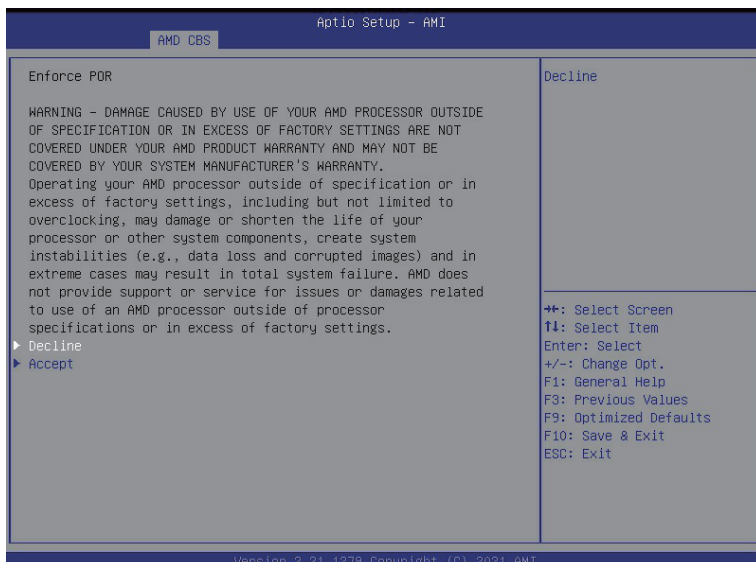 Aptio Setup – AMI
AMD CBS
Enforce POR
WARNING - DAMAGE CAUSED BY USE OF YOUR AMD PROCESSOR OUTSIDE
OF SPECIFICATION OR IN EXCESS OF FACTORY SETTINGS ARE NOT
COVERED UNDER YOUR AMD PRODUCT WARRANTY AND MAY NOT BE
COVERED BY YOUR SYSTEM MANUFACTURER'S WARRANTY.
Operating your AMD processor outside of specification or in
excess of factory settings, including but not limited to
overclocking, may damage or shorten the life of your
processor or other system components, create system
instabilities (e.g., data loss and corrupted images) and in
extreme cases may result in total system failure. AMD does
not provide support or service for issues or damages related
to use of an AMD processor outside of processor
specifications or in excess of factory settings.
Decline
Accept
Decline
→←: Select Screen
↑↓: Select Item
Enter: Select
+/-: Change Opt.
F1: General Help
F3: Previous Values
F9: Optimized Defaults
F10: Save & Exit
ESC: Exit
Version 2.21.1279 Copyright (C) 2021 AMI